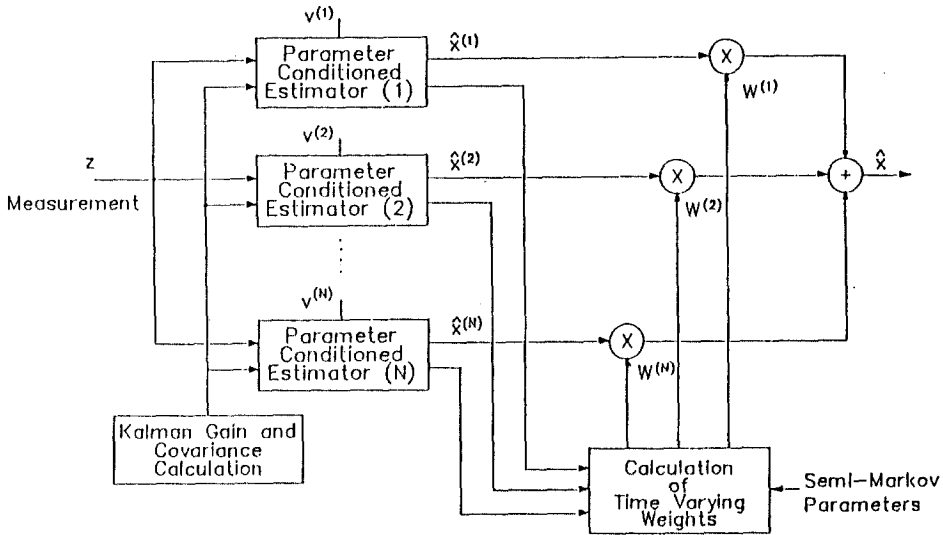 v(1)
Parameter
Conditioned
Estimator (1)
x̂(1)
X
W(1)
v(2)
z
Measurement
Parameter
Conditioned
Estimator (2)
x̂(2)
X
W(2)
+
x̂
v(N)
Parameter
Conditioned
Estimator (N)
x̂(N)
X
W(N)
Kalman Gain and
Covariance
Calculation
Calculation
of
Time Varying
Weights
Semi-Markov
Parameters